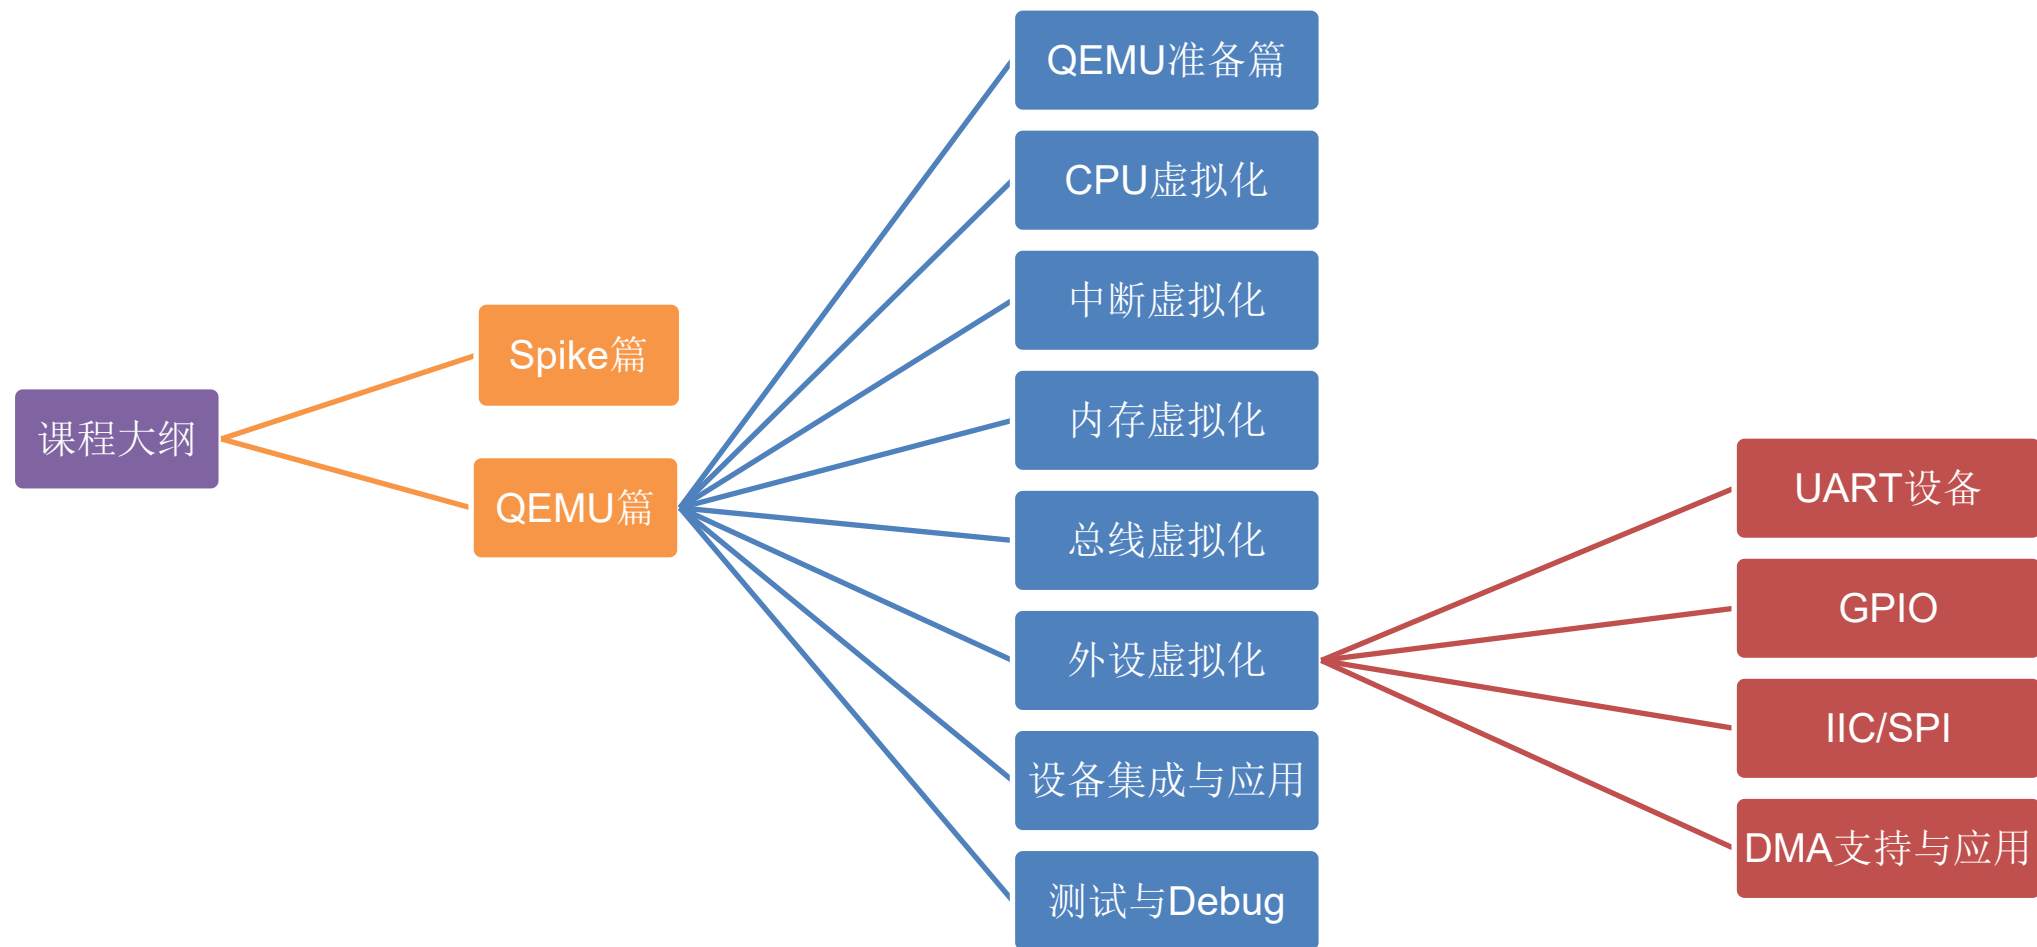 课程大纲
Spike篇
QEMU篇
QEMU准备篇
CPU虚拟化
中断虚拟化
内存虚拟化
总线虚拟化
外设虚拟化
设备集成与应用
测试与Debug
UART设备
GPIO
IIC/SPI
DMA支持与应用